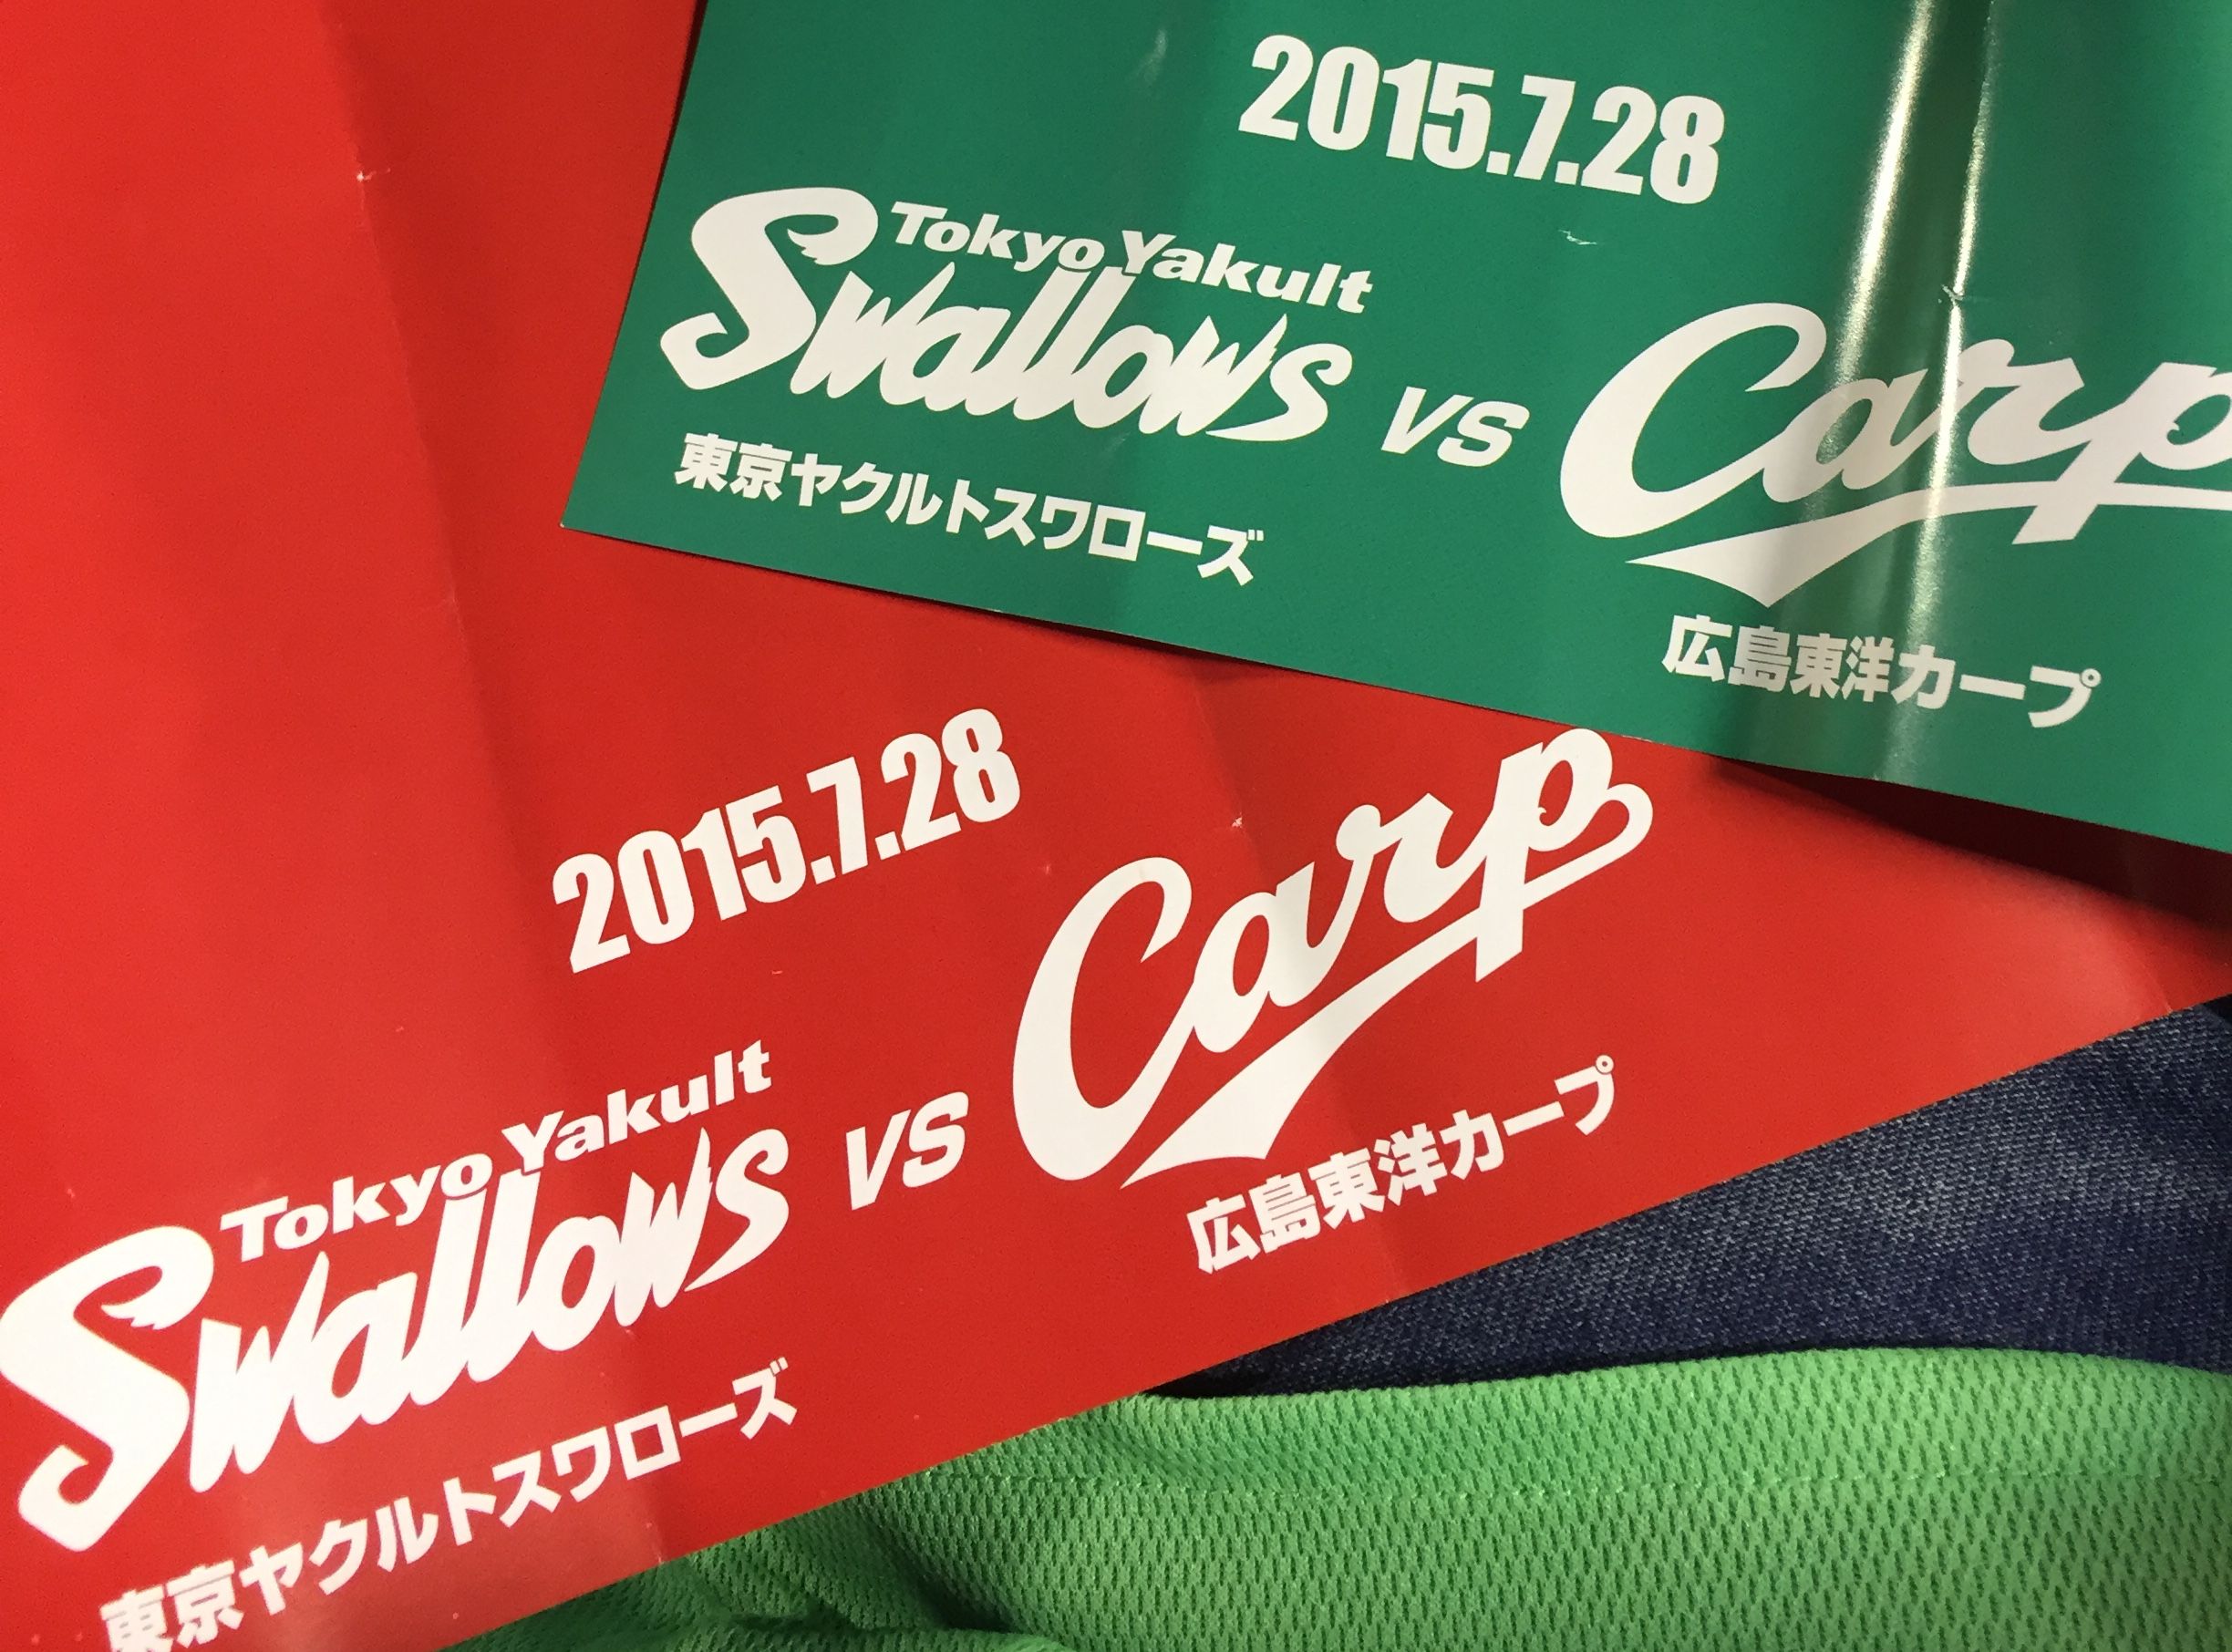 2015.7.28
Tokyo Yakult
Swallows vs Carp
東京ヤクルトスワローズ
広島東洋カープ
2015.7.28
Tokyo Yakult
Swallows vs Carp
東京ヤクルトスワローズ
広島東洋カープ